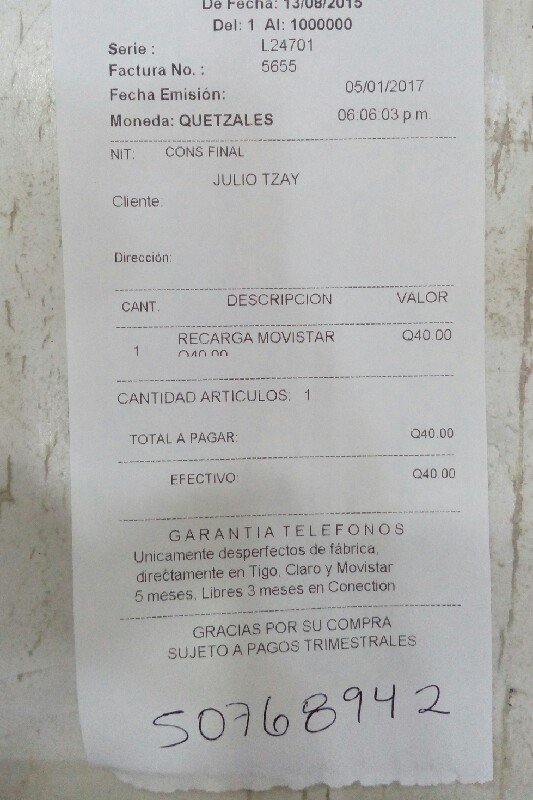 De Fecha: 13/08/2015
Del: 1 Al: 1000000
Serie : L24701
Factura No. : 5655
Fecha Emisión: 05/01/2017
Moneda: QUETZALES 06:06:03 p.m.
NIT. CONS FINAL
JULIO TZAY
Cliente:
Dirección:
CANT. DESCRIPCION VALOR
1 RECARGA MOVISTAR Q40.00
Q40.00
CANTIDAD ARTICULOS: 1
TOTAL A PAGAR: Q40.00
EFECTIVO: Q40.00
GARANTIA TELEFONOS
Unicamente desperfectos de fábrica,
directamente en Tigo, Claro y Movistar
5 meses, Libres 3 meses en Conection
GRACIAS POR SU COMPRA
SUJETO A PAGOS TRIMESTRALES
50768942